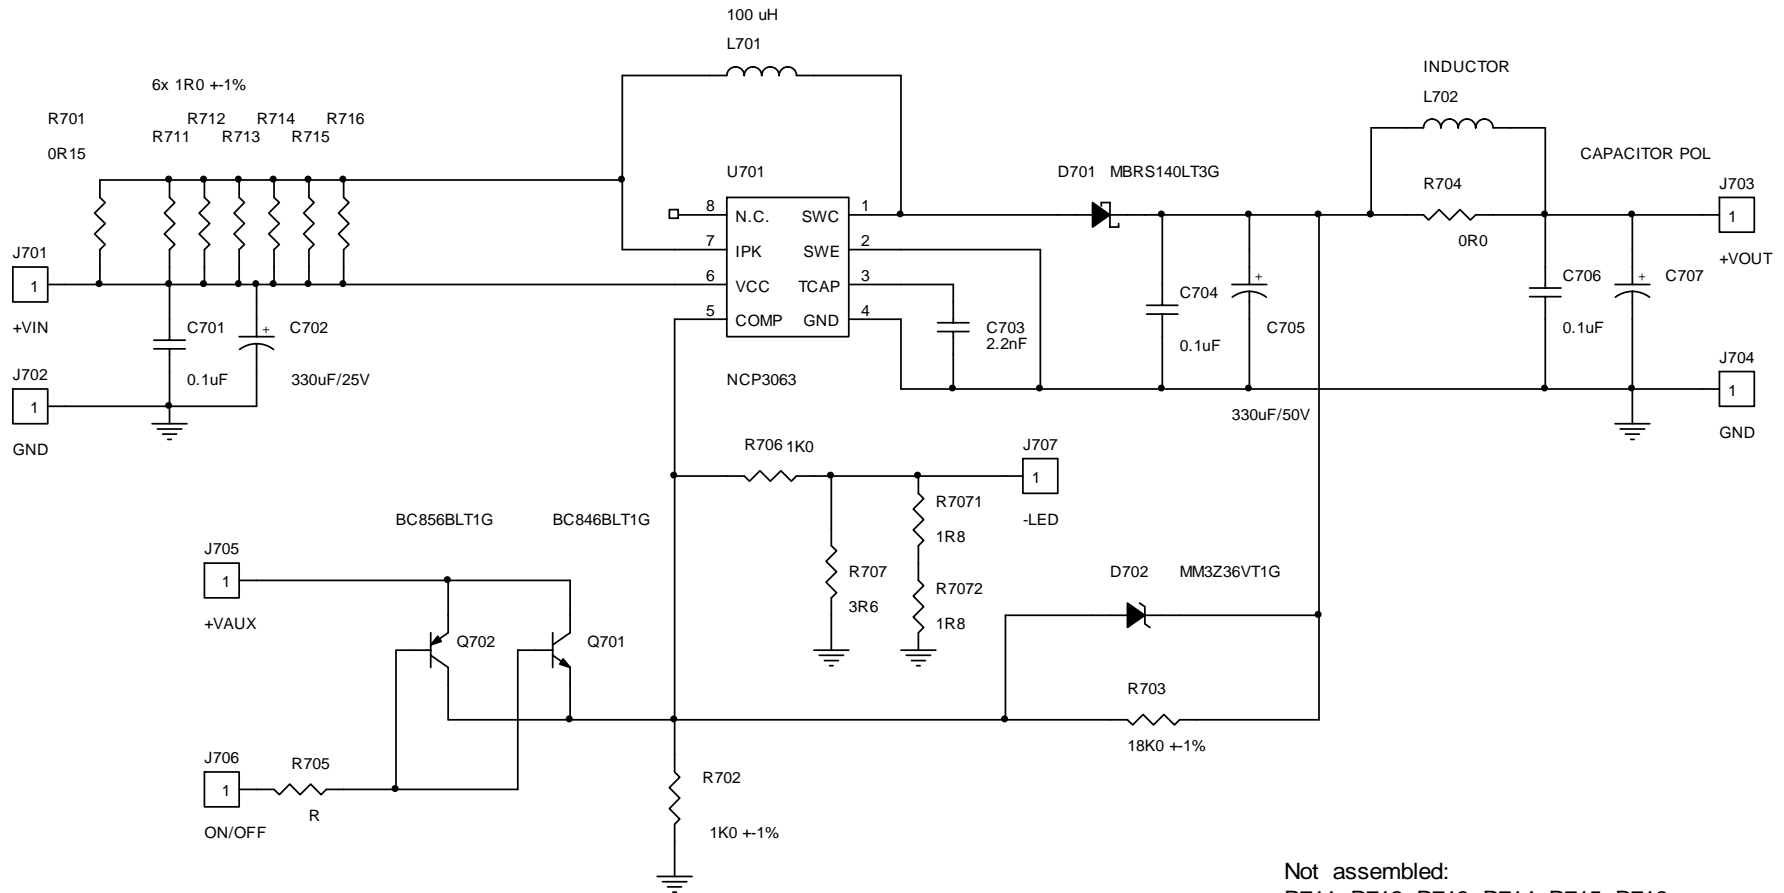 100 uH
L701
INDUCTOR
L702
6x 1R0 +-1%
R701
R712
R714
R716
R711
R713
R715
0R15
CAPACITOR POL
U701
D701 MBRS140LT3G
R704
J703
8 N.C. SWC 1
1
7 IPK SWE 2
0R0
J701
+VOUT
1
6 VCC TCAP 3
C706
C707
C704
5 COMP GND 4
+VIN
C701
+
C702
C703
2.2nF
+
C705
+
0.1uF
0.1uF
J702
J704
0.1uF
330uF/25V
NCP3063
1
1
330uF/50V
GND
GND
R706 1K0
J707
1
R7071
BC856BLT1G
BC846BLT1G
-LED
1R8
J705
R707
D702
MM3Z36VT1G
1
R7072
3R6
+VAUX
1R8
Q702
Q701
R703
18K0 +-1%
J706
R705
R702
1
R
ON/OFF
1K0 +-1%
Not assembled: